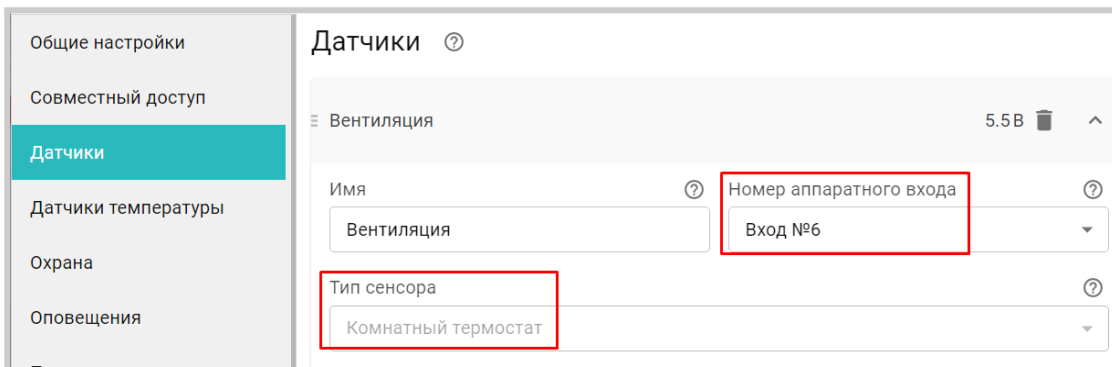 Общие настройки
Совместный доступ
Датчики
Датчики температуры
Охрана
Оповещения
Датчики
Вентиляция
5.5 В
Имя
Номер аппаратного входа
Вентиляция
Вход №6
Тип сенсора
Комнатный термостат